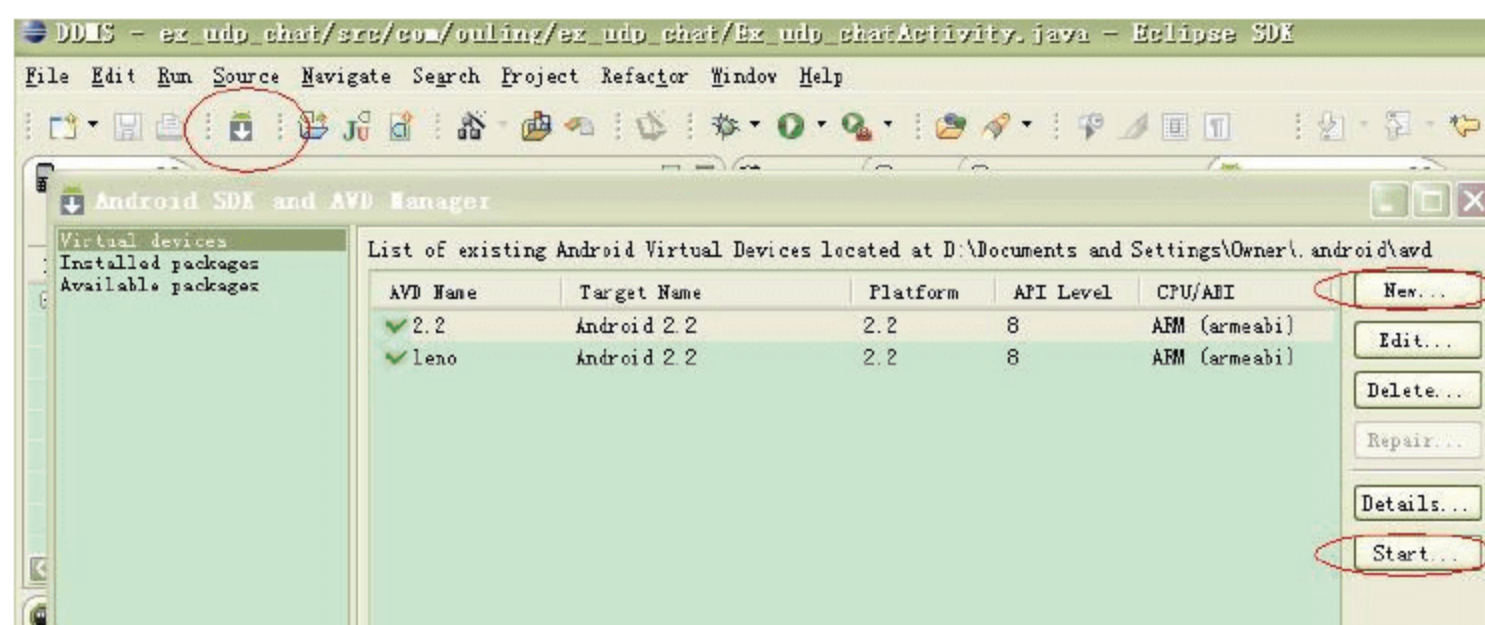 DDMS - ex_udp_chat/src/com/ouling/ex_udp_chat/Ex_udp_chatActivity.java - Eclipse SDK
File Edit Run Source Navigate Search Project Refactor Window Help
Android SDK and AVD Manager
Virtual devices
Installed packages
Available packages
List of existing Android Virtual Devices located at D:\Documents and Settings\Owner\.android\avd
AVD Name Target Name Platform API Level CPU/ABI
2.2 Android 2.2 2.2 8 ARM (armeabi)
leno Android 2.2 2.2 8 ARM (armeabi)
New...
Edit...
Delete...
Repair...
Details...
Start...